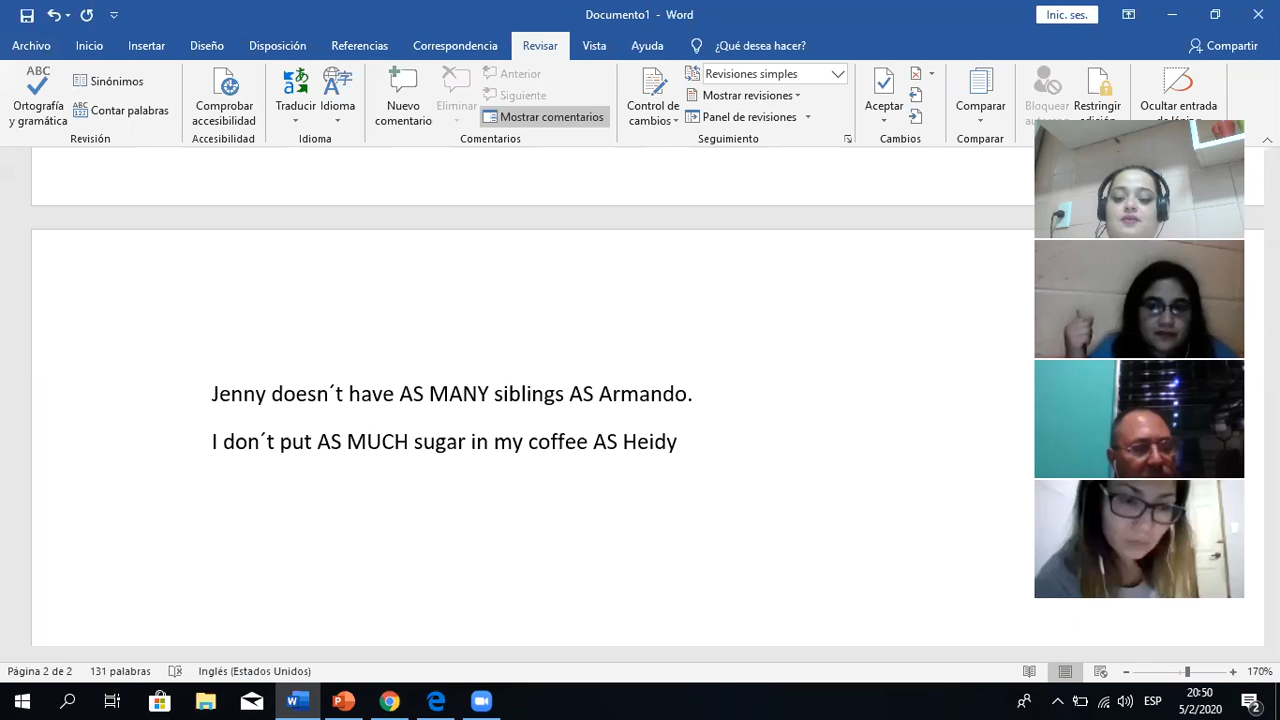 Documento1 - Word
Inic. ses.
Archivo Inicio Insertar Diseño Disposición Referencias Correspondencia Revisar Vista Ayuda ¿Qué desea hacer? Compartir
ABC Ortografía y gramática
Sinónimos
Contar palabras
Revisión
Comprobar accesibilidad
Accesibilidad
Traducir Idioma
Idioma
Nuevo comentario
Eliminar
Anterior
Siguiente
Mostrar comentarios
Comentarios
Control de cambios
Revisiones simples
Mostrar revisiones
Panel de revisiones
Seguimiento
Aceptar
Cambios
Comparar
Comparar
Bloquear
Restringir
Ocultar entrada
Jenny doesn´t have AS MANY siblings AS Armando.
I don´t put AS MUCH sugar in my coffee AS Heidy
Página 2 de 2 131 palabras Inglés (Estados Unidos) 170%
ESP
20:50
5/2/2020
2